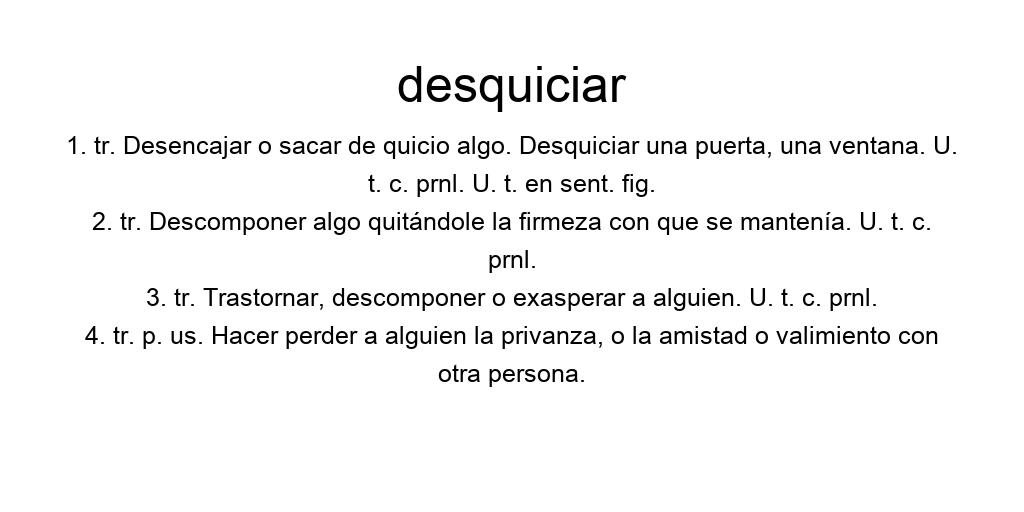 desquiciar
1. tr. Desencajar o sacar de quicio algo. Desquiciar una puerta, una ventana. U.
t. c. prnl. U. t. en sent. fig.
2. tr. Descomponer algo quitándole la firmeza con que se mantenía. U. t. c.
prnl.
3. tr. Trastornar, descomponer o exasperar a alguien. U. t. c. prnl.
4. tr. p. us. Hacer perder a alguien la privanza, o la amistad o valimiento con
otra persona.